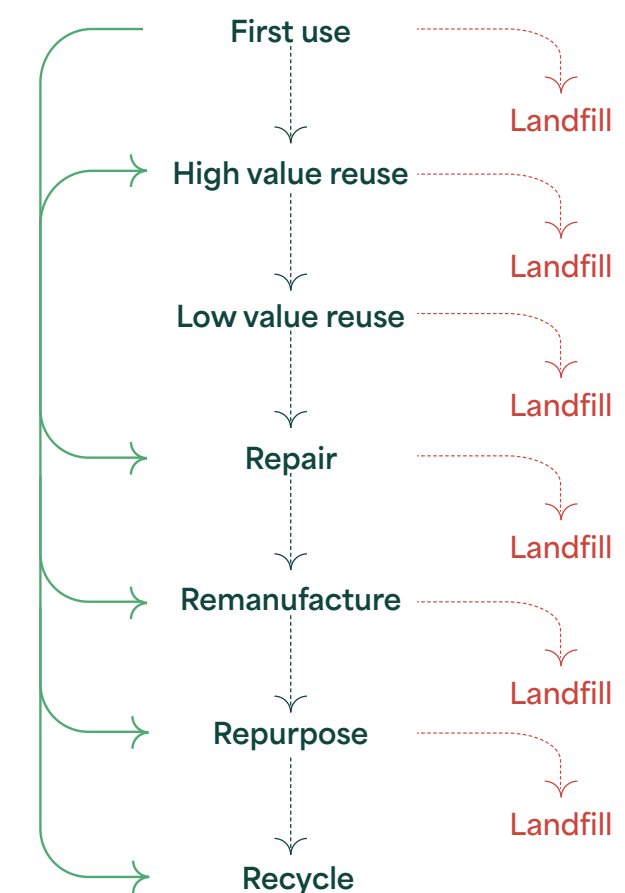 First use
Landfill
High value reuse
Landfill
Low value reuse
Landfill
Repair
Landfill
Remanufacture
Landfill
Repurpose
Landfill
Recycle